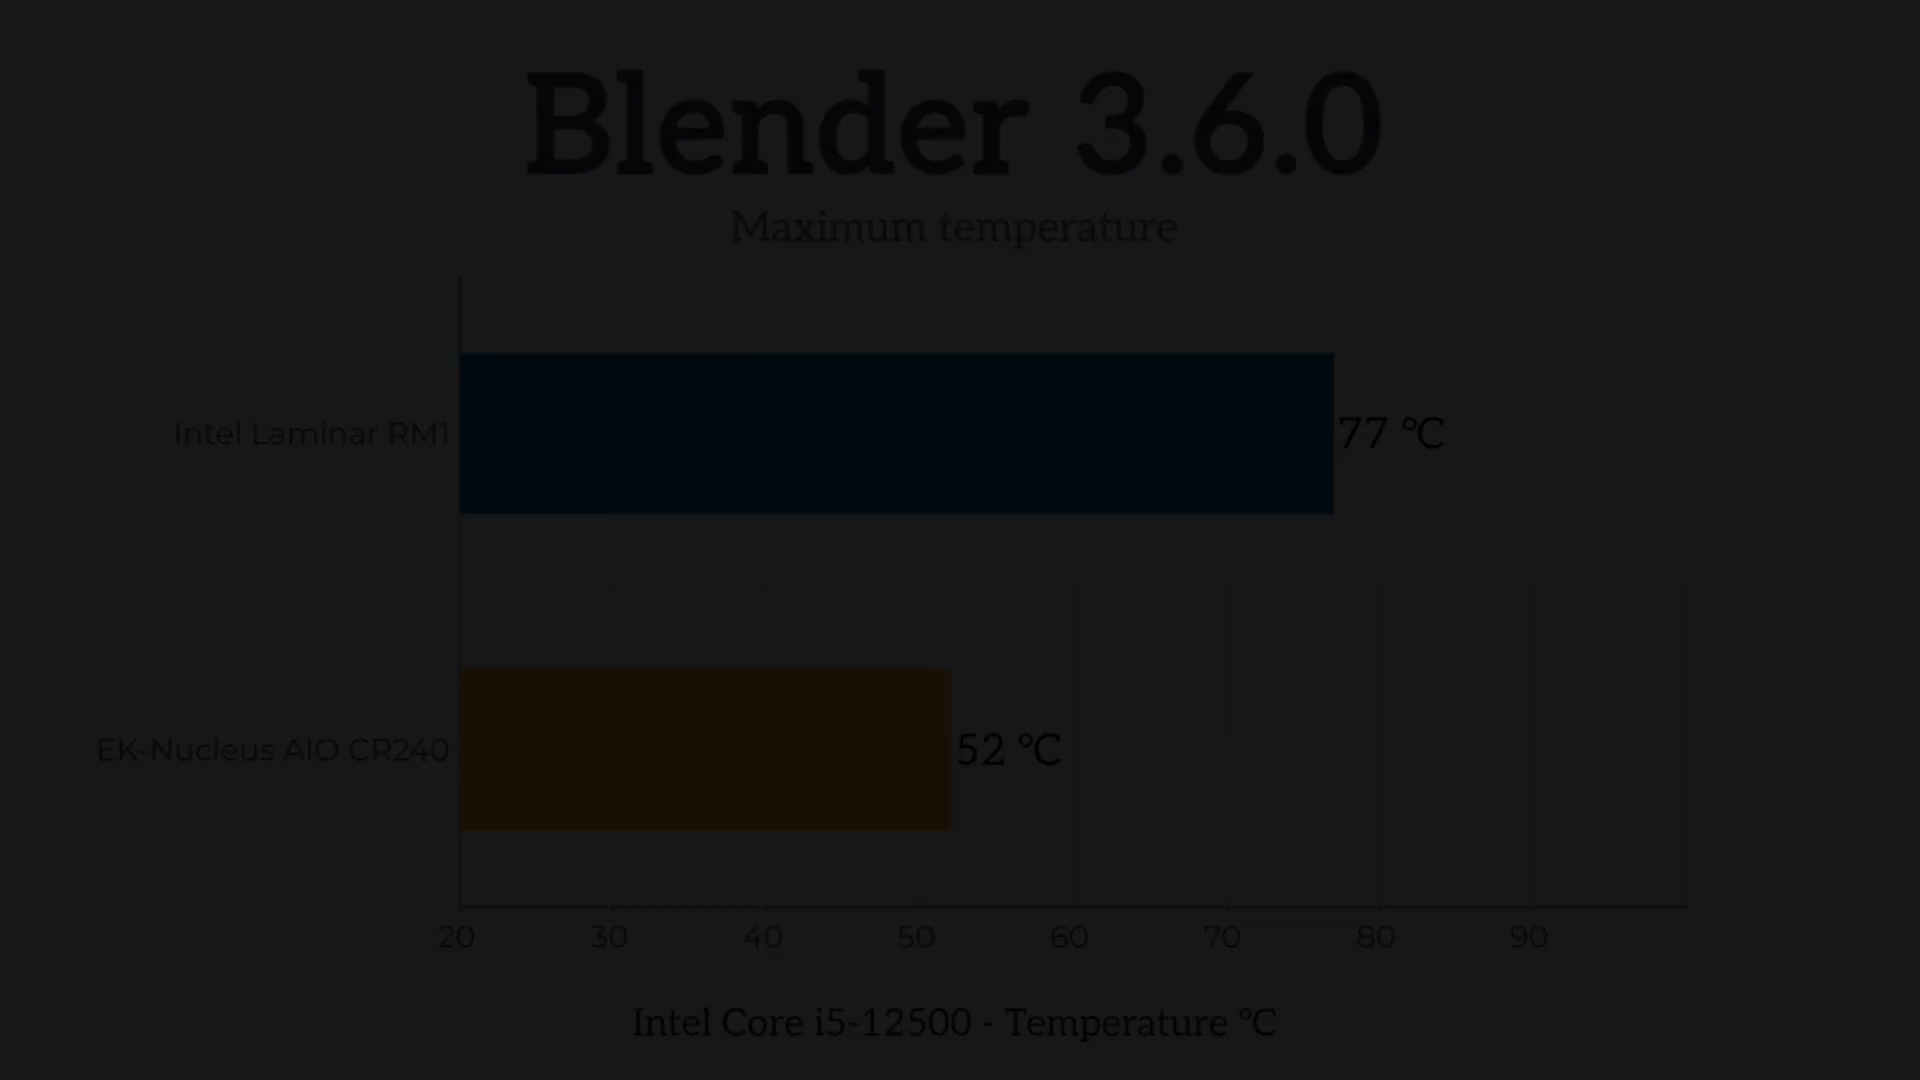 Blender 3.6.0
Maximum temperature
Intel Laminar RM1
77 °C
EK-Nucleus AIO CR240
52 °C
20 30 40 50 60 70 80 90
Intel Core i5-12500 - Temperature °C